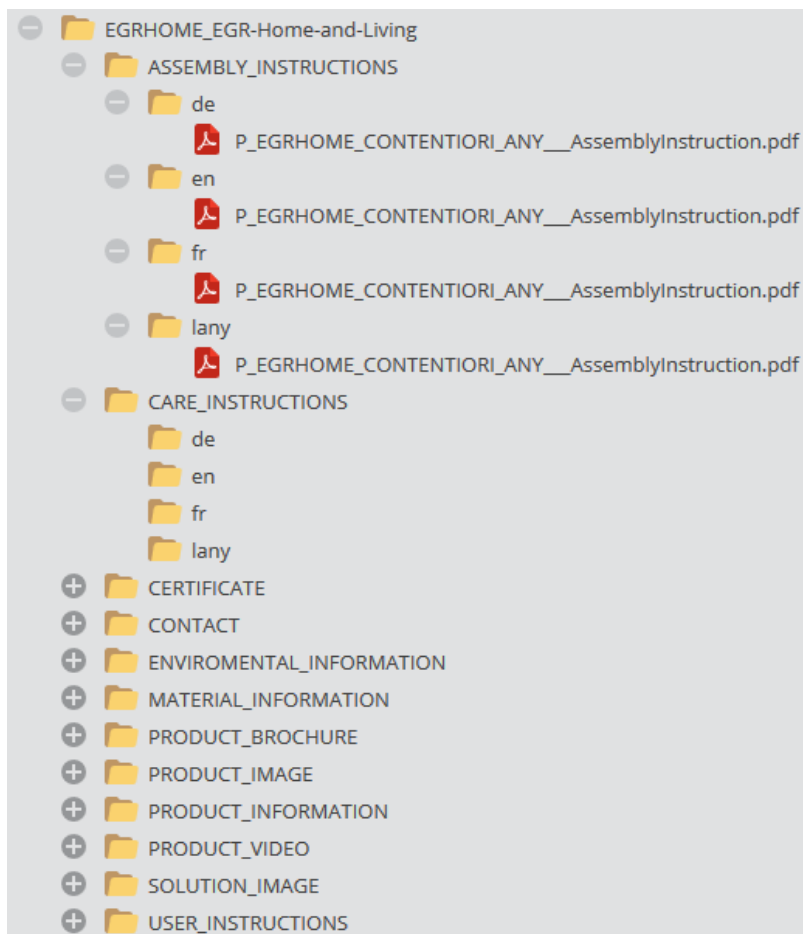 EGRHOME_EGR-Home-and-Living
ASSEMBLY_INSTRUCTIONS
de
P_EGRHOME_CONTENTIORI_ANY___AssemblyInstruction.pdf
en
P_EGRHOME_CONTENTIORI_ANY___AssemblyInstruction.pdf
fr
P_EGRHOME_CONTENTIORI_ANY___AssemblyInstruction.pdf
lany
P_EGRHOME_CONTENTIORI_ANY___AssemblyInstruction.pdf
CARE_INSTRUCTIONS
de
en
fr
lany
CERTIFICATE
CONTACT
ENVIROMENTAL_INFORMATION
MATERIAL_INFORMATION
PRODUCT_BROCHURE
PRODUCT_IMAGE
PRODUCT_INFORMATION
PRODUCT_VIDEO
SOLUTION_IMAGE
USER_INSTRUCTIONS